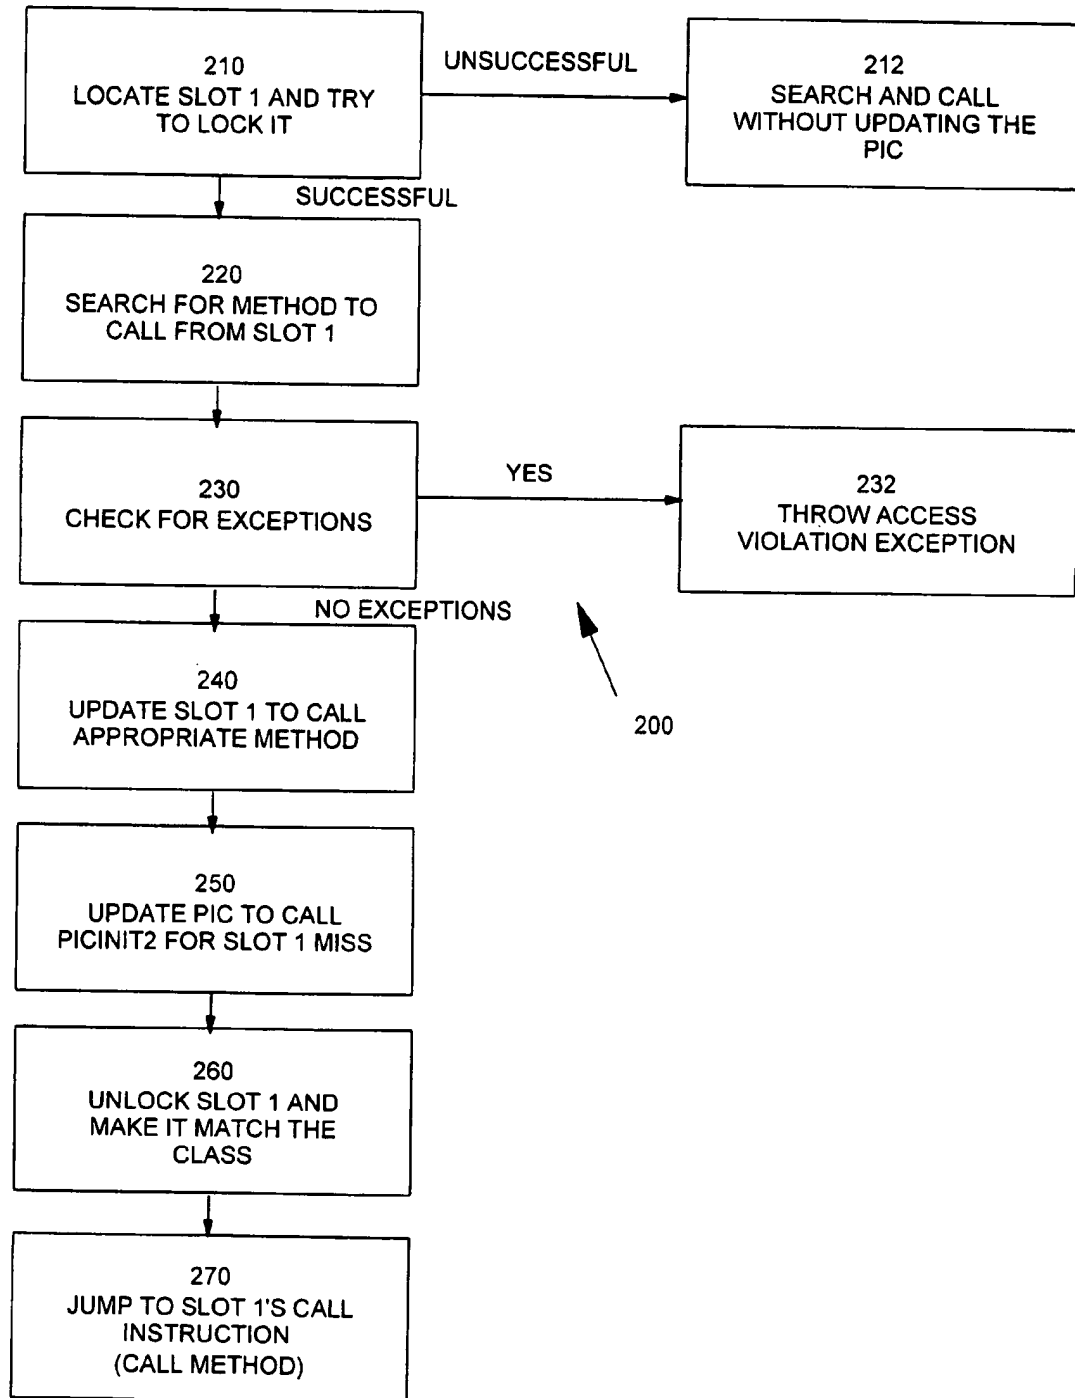 210
LOCATE SLOT 1 AND TRY
TO LOCK IT
UNSUCCESSFUL
212
SEARCH AND CALL
WITHOUT UPDATING THE
PIC
SUCCESSFUL
220
SEARCH FOR METHOD TO
CALL FROM SLOT 1
230
CHECK FOR EXCEPTIONS
YES
232
THROW ACCESS
VIOLATION EXCEPTION
NO EXCEPTIONS
240
UPDATE SLOT 1 TO CALL
APPROPRIATE METHOD
200
250
UPDATE PIC TO CALL
PICINIT2 FOR SLOT 1 MISS
260
UNLOCK SLOT 1 AND
MAKE IT MATCH THE
CLASS
270
JUMP TO SLOT 1'S CALL
INSTRUCTION
(CALL METHOD)